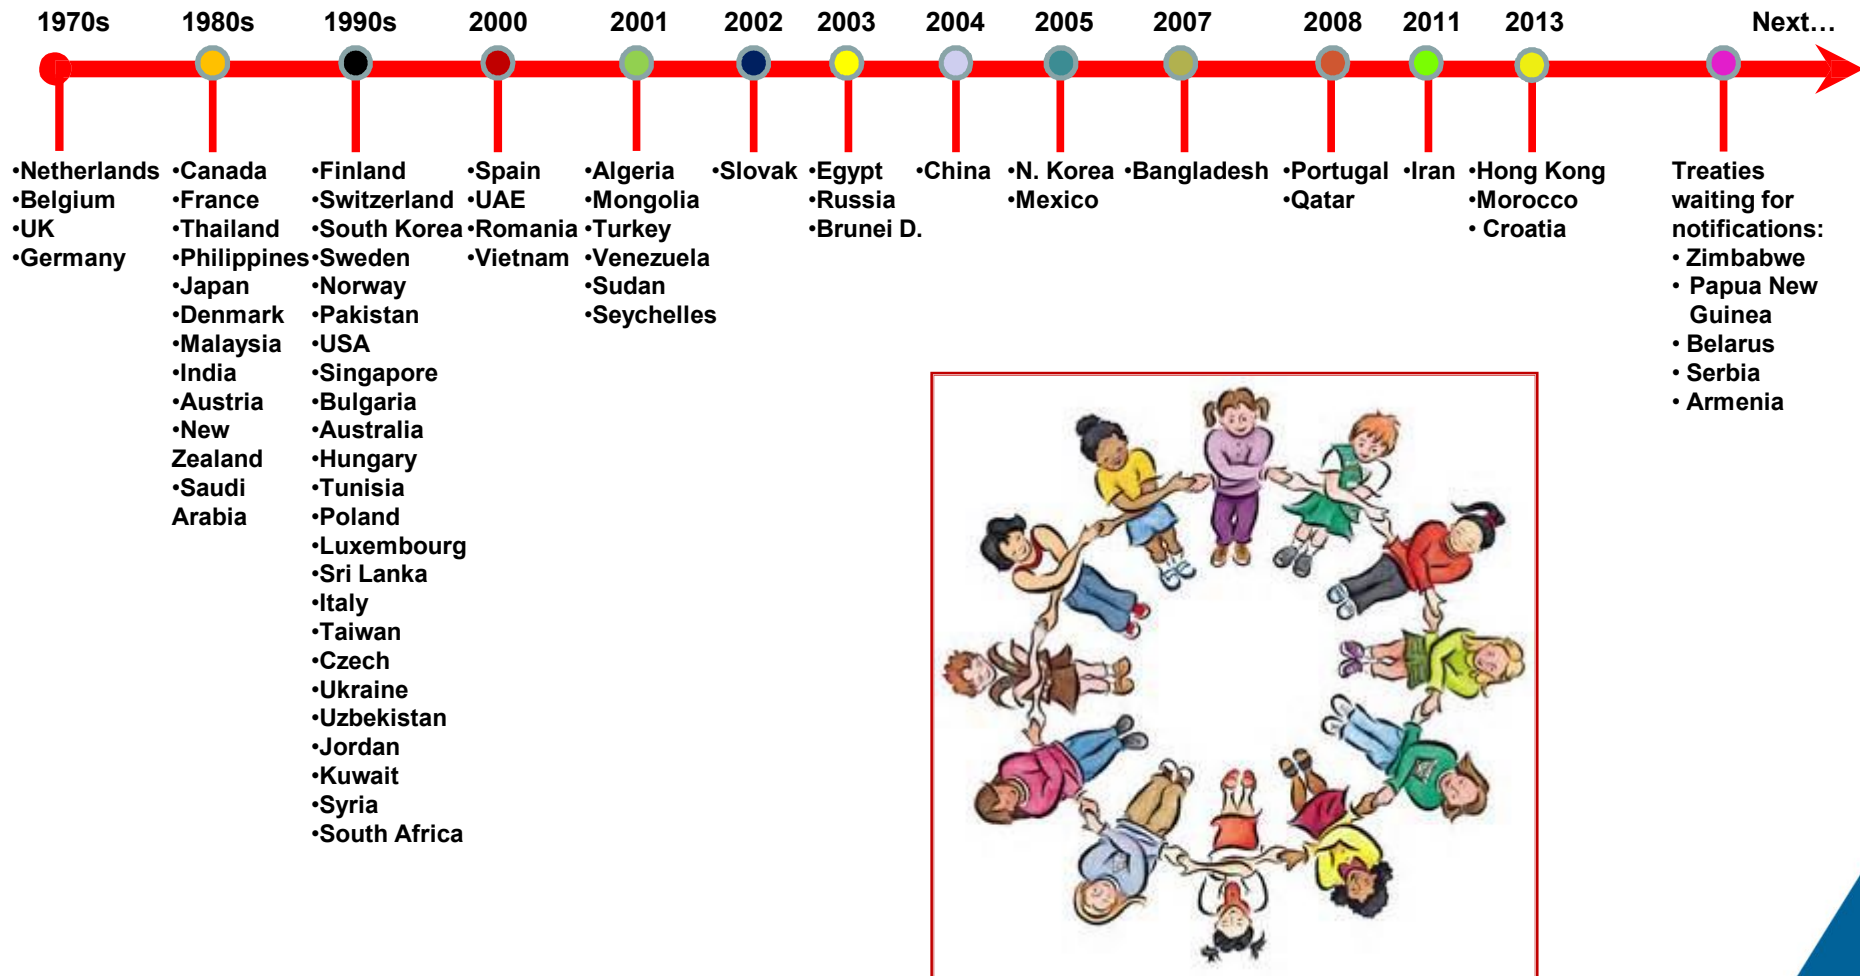 1970s 1980s 1990s 2000 2001 2002 2003 2004 2005 2007 2008 2011 2013 Next…
•Netherlands
•Belgium
•UK
•Germany
•Canada
•France
•Thailand
•Philippines
•Japan
•Denmark
•Malaysia
•India
•Austria
•New
Zealand
•Saudi
Arabia
•Finland
•Switzerland
•South Korea
•Sweden
•Norway
•Pakistan
•USA
•Singapore
•Bulgaria
•Australia
•Hungary
•Tunisia
•Poland
•Luxembourg
•Sri Lanka
•Italy
•Taiwan
•Czech
•Ukraine
•Uzbekistan
•Jordan
•Kuwait
•Syria
•South Africa
•Spain
•UAE
•Romania
•Vietnam
•Algeria
•Mongolia
•Turkey
•Venezuela
•Sudan
•Seychelles
•Slovak
•Egypt
•Russia
•Brunei D.
•China
•N. Korea
•Mexico
•Bangladesh
•Portugal
•Qatar
•Iran
•Hong Kong
•Morocco
• Croatia
Treaties
waiting for
notifications:
• Zimbabwe
• Papua New
Guinea
• Belarus
• Serbia
• Armenia